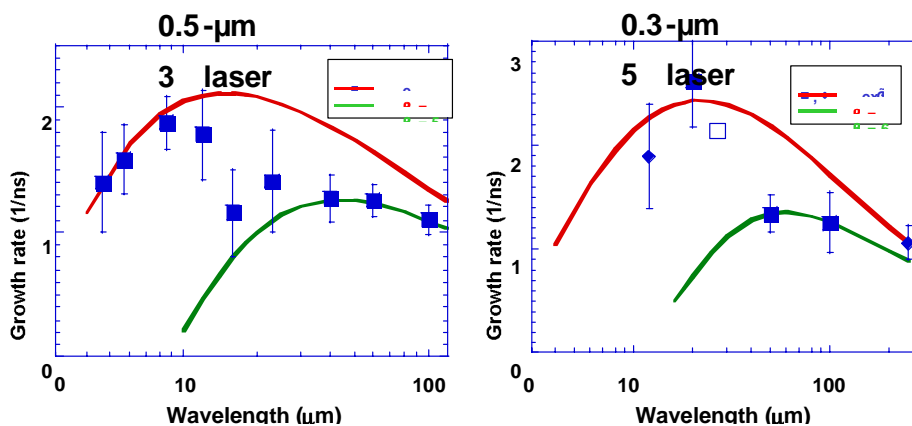 0.5-µm
3 laser
2
1
0
0
10
100
Growth rate (1/ns)
Wavelength (µm)
0.3-µm
5 laser
3
2
1
0
0
10
100
Growth rate (1/ns)
Wavelength (µm)